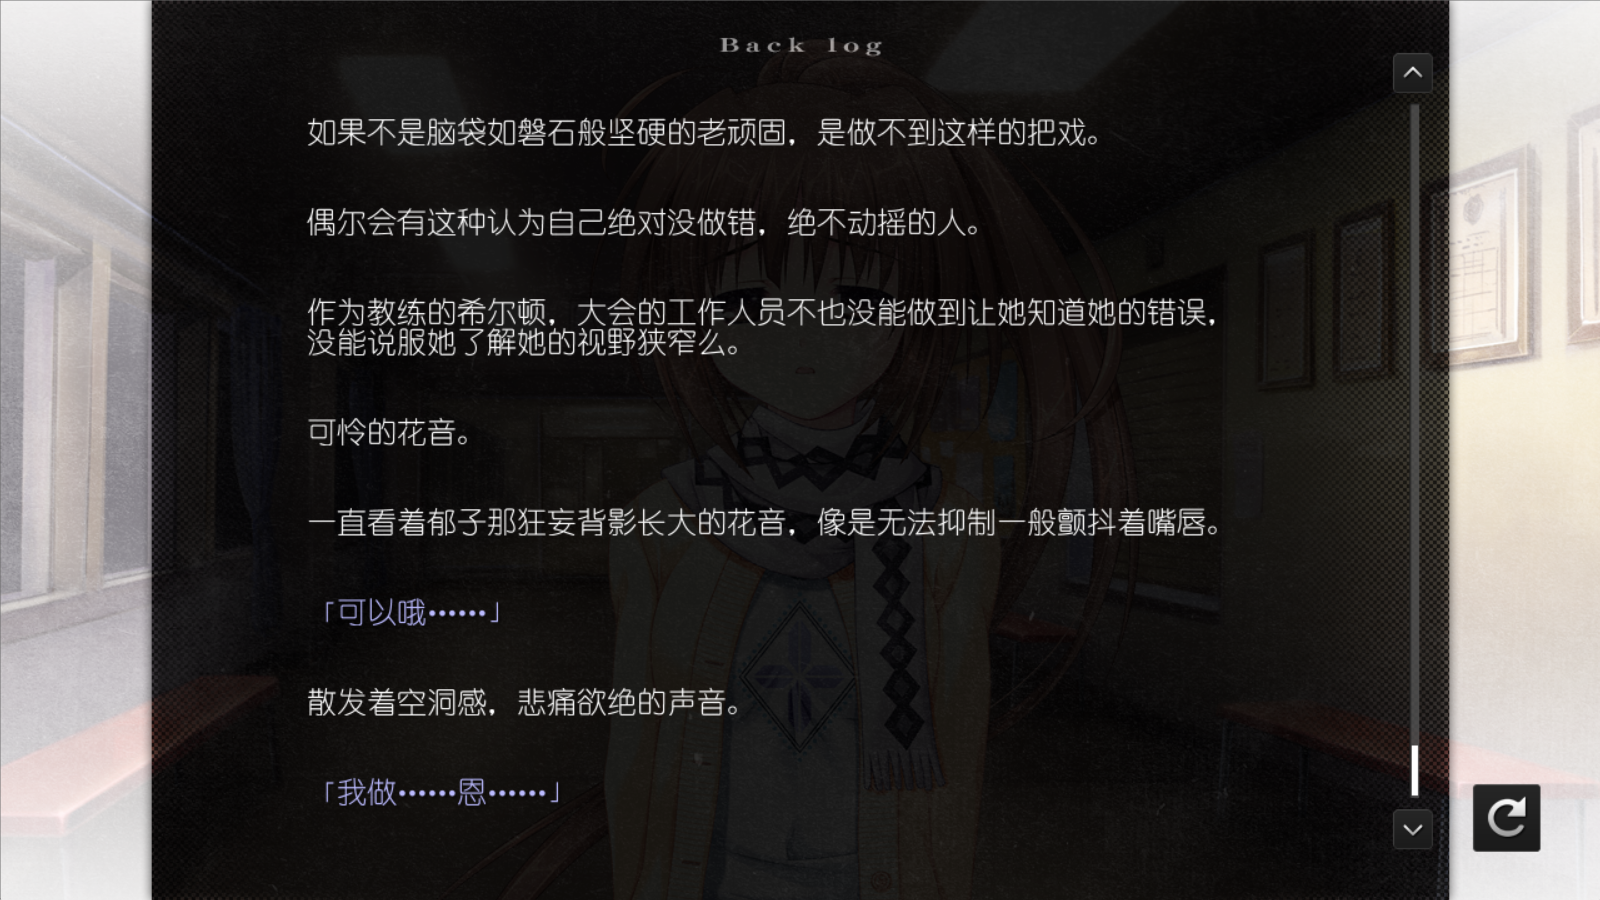 Back log
如果不是脑袋如磐石般坚硬的老顽固，是做不到这样的把戏。
偶尔会有这种认为自己绝对没做错，绝不动摇的人。
作为教练的希尔顿，大会的工作人员不也没能做到让她知道她的错误，
没能说服她了解她的视野狭窄么。
可怜的花音。
一直看着郁子那狂妄背影长大的花音，像是无法抑制一般颤抖着嘴唇。
「可以哦……」
散发着空洞感，悲痛欲绝的声音。
「我做……恩……」